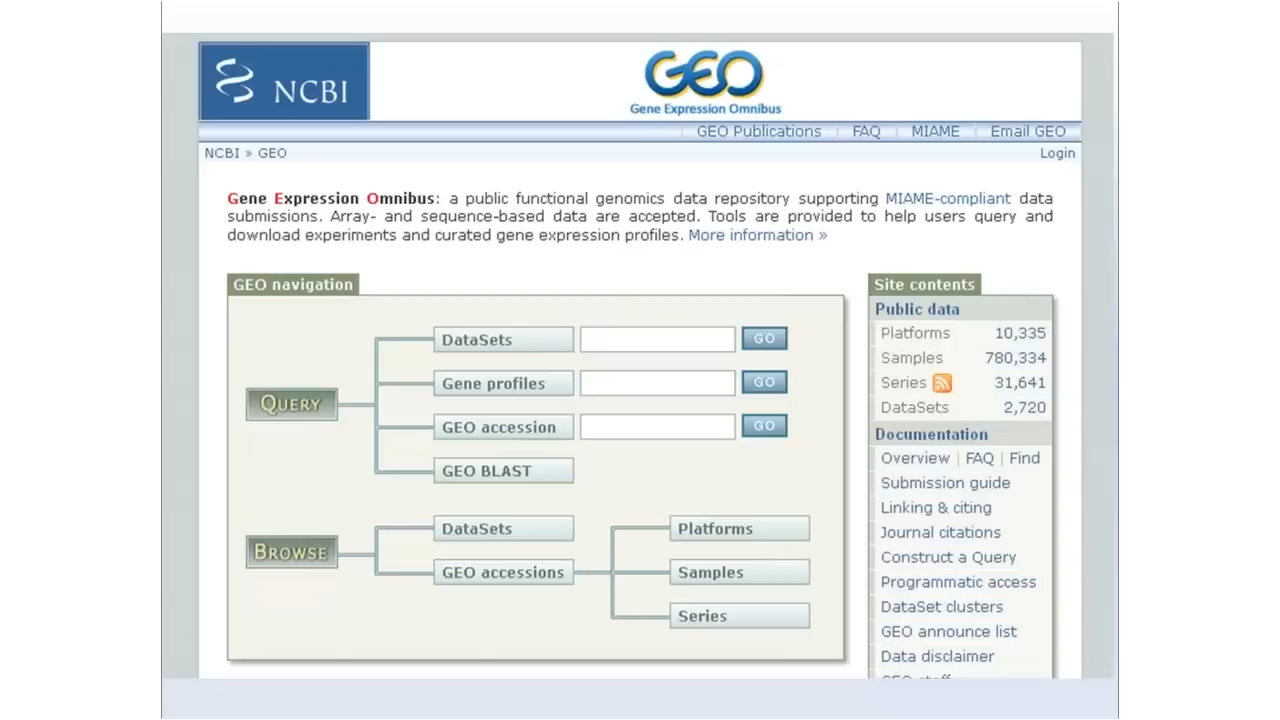 NCBI
GEO
Gene Expression Omnibus
GEO Publications FAQ MIAME Email GEO
NCBI » GEO
Login
Gene Expression Omnibus: a public functional genomics data repository supporting MIAME-compliant data
submissions. Array- and sequence-based data are accepted. Tools are provided to help users query and
download experiments and curated gene expression profiles. More information »
GEO navigation
QUERY
DataSets GO
Gene profiles GO
GEO accession GO
GEO BLAST
BROWSE
DataSets
GEO accessions
Platforms
Samples
Series
Site contents
Public data
Platforms 10,335
Samples 780,334
Series 31,641
DataSets 2,720
Documentation
Overview | FAQ | Find
Submission guide
Linking & citing
Journal citations
Construct a Query
Programmatic access
DataSet clusters
GEO announce list
Data disclaimer